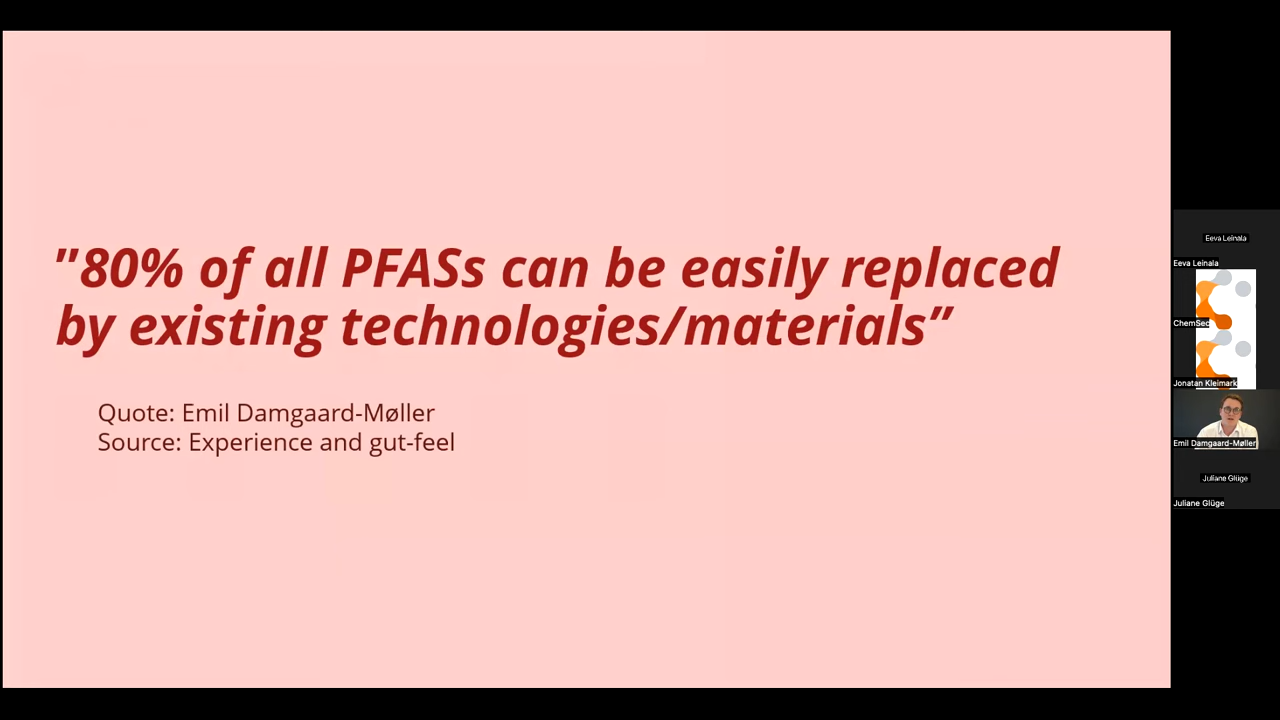 "80% of all PFASs can be easily replaced
by existing technologies/materials”
Quote: Emil Damgaard-Møller
Source: Experience and gut-feel
Eeva Leinala
Eeva Leinala
ChemSec
Jonatan Kleimark
Emil Damgaard-Møller
Juliane Glüge
Juliane Glüge